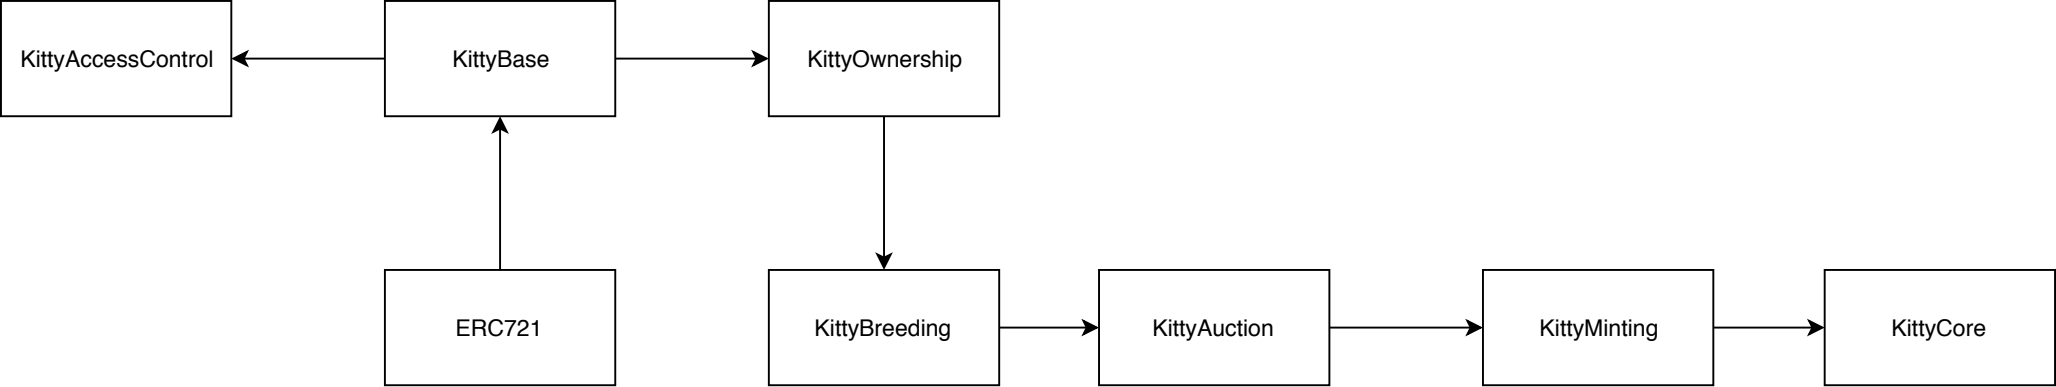 KittyAccessControl
KittyBase
KittyOwnership
ERC721
KittyBreeding
KittyAuction
KittyMinting
KittyCore